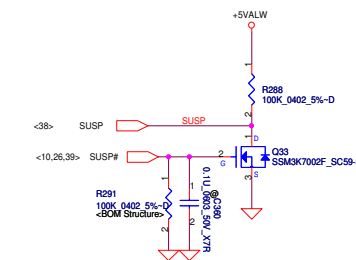 +5VALW
1
R288
100K_0402_5%~D
2
<38> SUSP SUSP
1 D
Q33
SSM3K7002F_SC59-
<10,26,39> SUSP# 2 G
S
3
R291
100K_0402_5%~D
<BOM Structure>
1
2
1
2
@
C360
0.1U_0603_50V_X7R